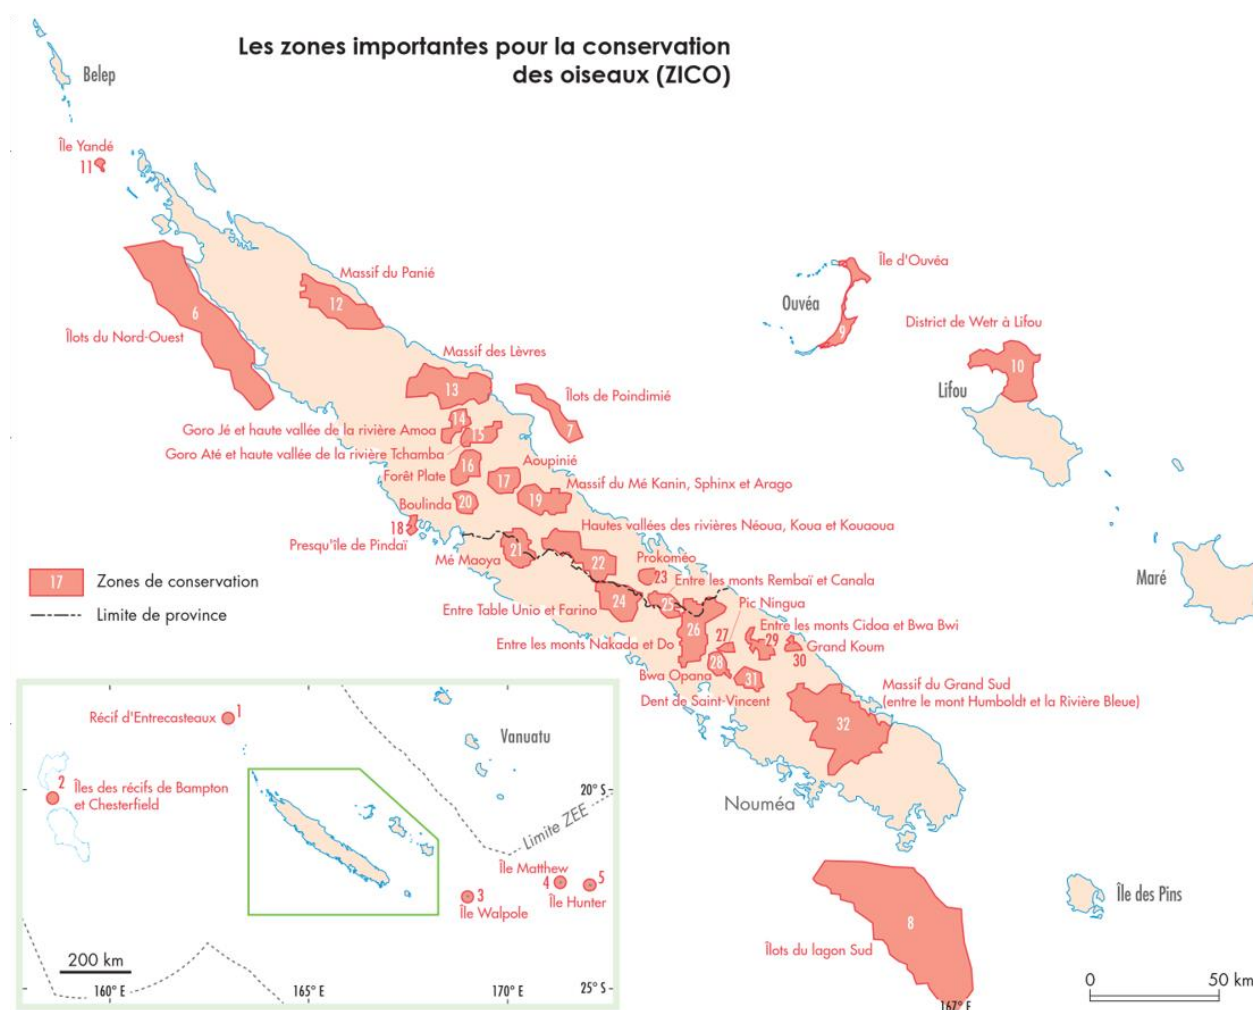 Les zones importantes pour la conservation
des oiseaux (ZICO)
Belep
Île Yandé
11
Massif du Panié
12
6
Îlots du Nord-Ouest
Île d'Ouvéa
Ouvéa
9
District de Wetr à Lifou
10
Lifou
Massif des Lèvres
13
Îlots de Poindimié
7
14
Goro Jé et haute vallée de la rivière Amoa
15
Goro Até et haute vallée de la rivière Tchamba
Aoupinié
16
Forêt Plate
17
Massif du Mé Kanin, Sphinx et Arago
19
Boulinda
20
18
Presqu'île de Pindaï
Hautes vallées des rivières Néoua, Koua et Kouaoua
21
Mé Maoya
22
Prokoméo
23
Entre les monts Rembaï et Canala
Maré
17
Zones de conservation
Limite de province
24
Entre Table Unio et Farino
25
Pic Ningua
26
27
Entre les monts Cidoa et Bwa Bwi
29
Entre les monts Nakada et Do
Grand Koum
30
28
Bwa Opana
31
Dent de Saint-Vincent
Massif du Grand Sud
(entre le mont Humboldt et la Rivière Bleue)
32
Nouméa
Île des Pins
8
Îlots du lagon Sud
167° E
0
50 km
Récif d'Entrecasteaux
1
Vanuatu
2
Îles des récifs de Bampton
et Chesterfield
20° S
Limite ZEE
Île Matthew
4
5
Île Hunter
3
Île Walpole
200 km
160° E
165° E
170° E
25° S